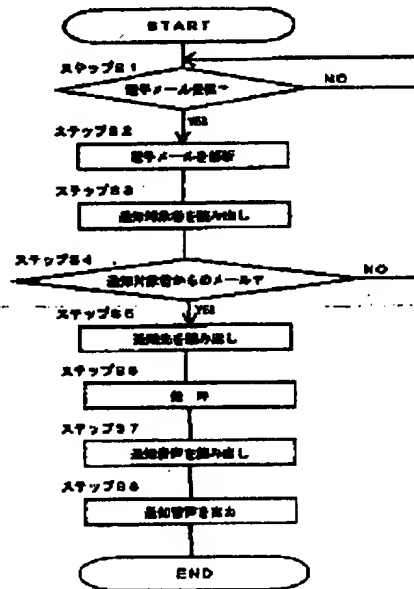 START
ステップS1
電子メール受信?
NO
YES
ステップS2
電子メールを解析
ステップS3
通知対象者を読み出し
ステップS4
通知対象者からのメール?
NO
YES
ステップS5
通知先を読み出し
ステップS6
ステップS7
通知音声を読み出し
ステップS8
通知音声を出力
END